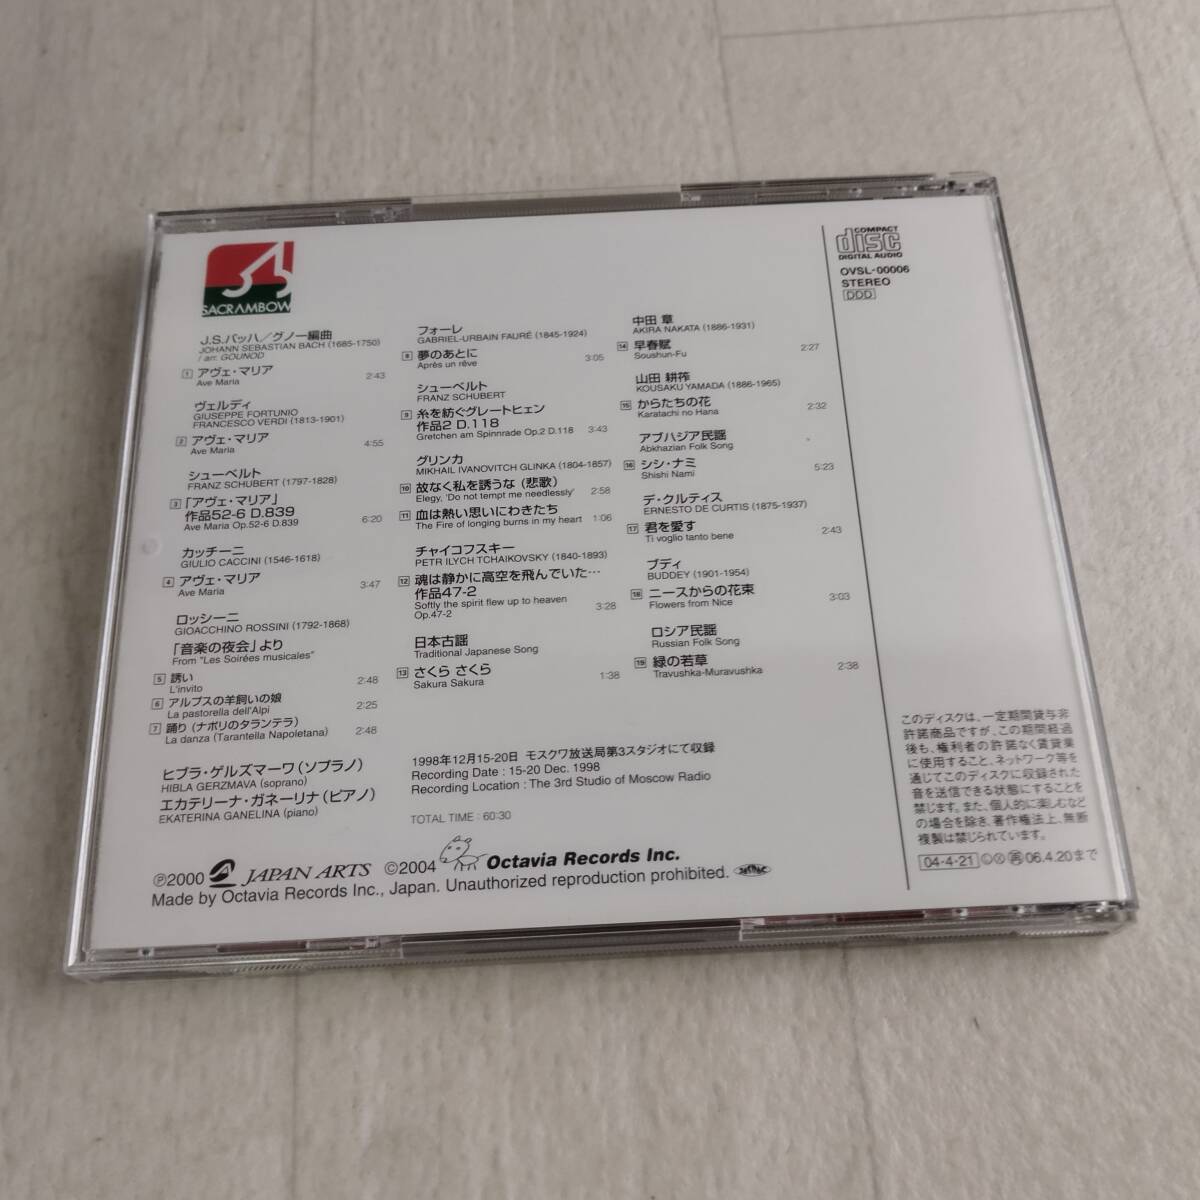 SACRAMBOW
J.S.バッハ／グノー編曲
JOHANN SEBASTIAN BACH (1685-1750)
/ arr. GOUNOD
1 アヴェ・マリア 2:43
Ave Maria
ヴェルディ
GIUSEPPE FORTUNIO
FRANCESCO VERDI (1813-1901)
2 アヴェ・マリア 4:55
Ave Maria
シューベルト
FRANZ SCHUBERT (1797-1828)
3 「アヴェ・マリア」
作品52-6 D.839 6:20
Ave Maria Op.52-6 D.839
カッチーニ
GIULIO CACCINI (1546-1618)
4 アヴェ・マリア 3:47
Ave Maria
ロッシーニ
GIOACCHINO ROSSINI (1792-1868)
「音楽の夜会」より
From "Les Soirées musicales"
5 誘い 2:48
L'invito
6 アルプスの羊飼いの娘 2:25
La pastorella dell'Alpi
7 踊り (ナポリのタランテラ) 2:48
La danza (Tarantella Napoletana)
ヒブラ・ゲルズマーワ (ソプラノ)
HIBLA GERZMAVA (soprano)
エカテリーナ・ガネーリナ (ピアノ)
EKATERINA GANELINA (piano)
フォーレ
GABRIEL-URBAIN FAURÉ (1845-1924)
8 夢のあとに 3:05
Après un rêve
シューベルト
FRANZ SCHUBERT
9 糸を紡ぐグレートヒェン
作品2 D.118 3:43
Gretchen am Spinnrade Op.2 D.118
グリンカ
MIKHAIL IVANOVITCH GLINKA (1804-1857)
10 故なく私を誘うな (悲歌) 2:58
Elegy, 'Do not tempt me needlessly'
11 血は熱い思いにわきたち 1:06
The Fire of longing burns in my heart
チャイコフスキー
PETR ILYCH TCHAIKOVSKY (1840-1893)
12 魂は静かに高空を飛んでいた…
作品47-2
Softly the spirit flew up to heaven
Op.47-2 3:28
日本古謡
Traditional Japanese Song
13 さくら さくら 1:38
Sakura Sakura
中田 章
AKIRA NAKATA (1886-1931)
14 早春賦 2:27
Soushun-Fu
山田 耕筰
KOUSAKU YAMADA (1886-1965)
15 からたちの花 2:32
Karatachi no Hana
アブハジア民謡
Abkhazian Folk Song
16 シシ・ナミ 5:23
Shishi Nami
デ・クルティス
ERNESTO DE CURTIS (1875-1937)
17 君を愛す 2:43
Ti voglio tanto bene
ブディ
BUDDEY (1901-1954)
18 ニースからの花束 3:03
Flowers from Nice
ロシア民謡
Russian Folk Song
19 緑の若草 2:38
Travushka-Muravushka
1998年12月15-20日 モスクワ放送局第3スタジオにて収録
Recording Date : 15-20 Dec. 1998
Recording Location : The 3rd Studio of Moscow Radio
TOTAL TIME : 60:30
℗2000 JAPAN ARTS ©2004 Octavia Records Inc.
Made by Octavia Records Inc., Japan. Unauthorized reproduction prohibited.
COMPACT
disc
DIGITAL AUDIO
OVSL-00006
STEREO
DDD
このディスクは、一定期間貸与非
許諾商品ですが、この期間経過
後も、権利者の許諾なく賃貸業
に使用すること、ネットワーク等を
通じてこのディスクに収録された
音を送信できる状態にすることを
禁じます。また、個人的に楽しむなど
の場合を除き、著作権法上、無断
複製は禁じられています。
04-4-21 Ⓛ Ⓧ 再 06.4.20まで